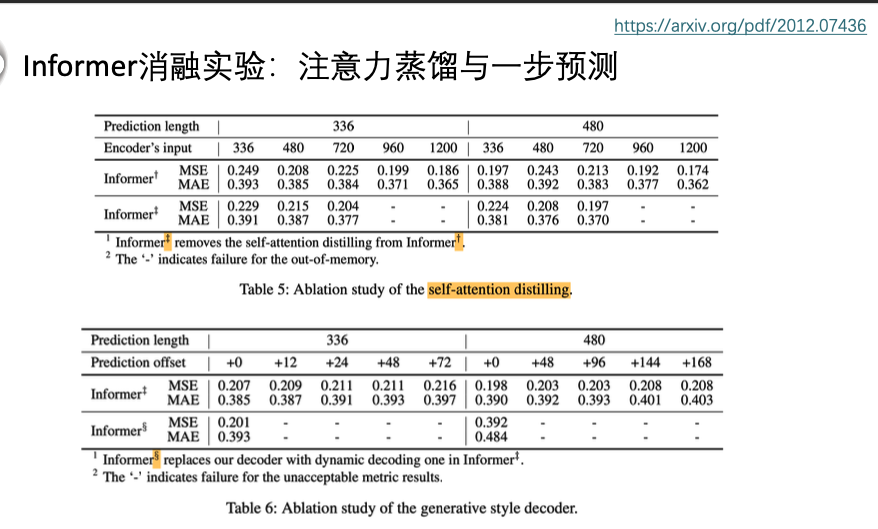 https://arxiv.org/pdf/2012.07436
Informer消融实验：注意力蒸馏与一步预测
Prediction length | 336 | 480
Encoder's input | 336 480 720 960 1200 | 336 480 720 960 1200
Informer† MSE 0.249 0.208 0.225 0.199 0.186 0.197 0.243 0.213 0.192 0.174
MAE 0.393 0.385 0.384 0.371 0.365 0.388 0.392 0.383 0.377 0.362
Informer‡ MSE 0.229 0.215 0.204 - - 0.224 0.208 0.197 - -
MAE 0.391 0.387 0.377 - - 0.381 0.376 0.370 - -
1 Informer‡ removes the self-attention distilling from Informer†.
2 The ‘-’ indicates failure for the out-of-memory.
Table 5: Ablation study of the self-attention distilling.
Prediction length | 336 | 480
Prediction offset | +0 +12 +24 +48 +72 | +0 +48 +96 +144 +168
Informer‡ MSE 0.207 0.209 0.211 0.211 0.216 0.198 0.203 0.203 0.208 0.208
MAE 0.385 0.387 0.391 0.393 0.397 0.390 0.392 0.393 0.401 0.403
Informer§ MSE 0.201 - - - - 0.392 - - - -
MAE 0.393 - - - - 0.484 - - - -
1 Informer§ replaces our decoder with dynamic decoding one in Informer‡.
2 The ‘-’ indicates failure for the unacceptable metric results.
Table 6: Ablation study of the generative style decoder.